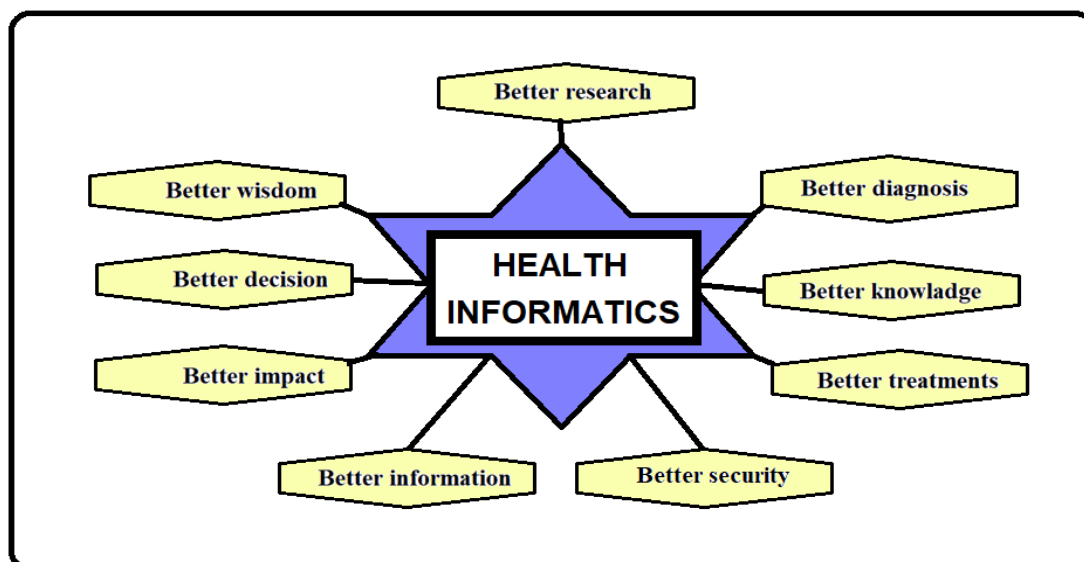 Better research
Better wisdom
Better diagnosis
HEALTH
INFORMATICS
Better decision
Better knowladge
Better impact
Better treatments
Better information
Better security